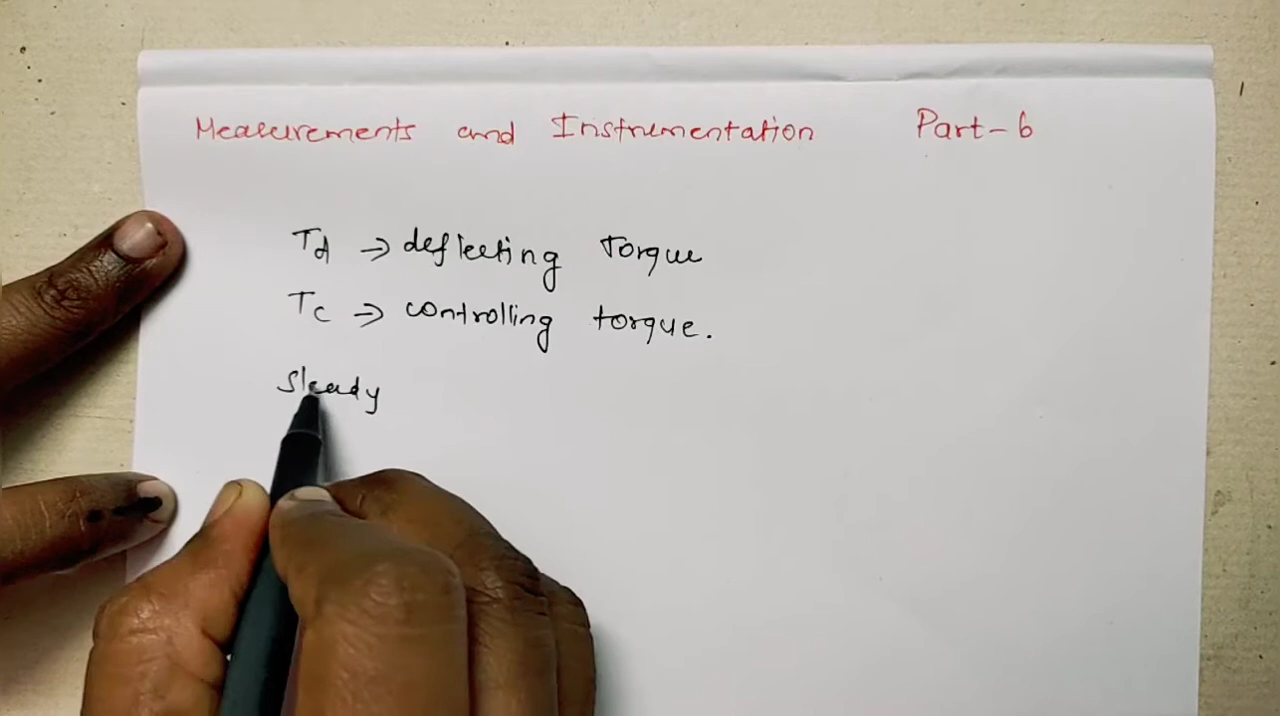 Measurements and Instrumentation Part-6
Td → deflecting Torque
Tc → controlling torque.
Steady